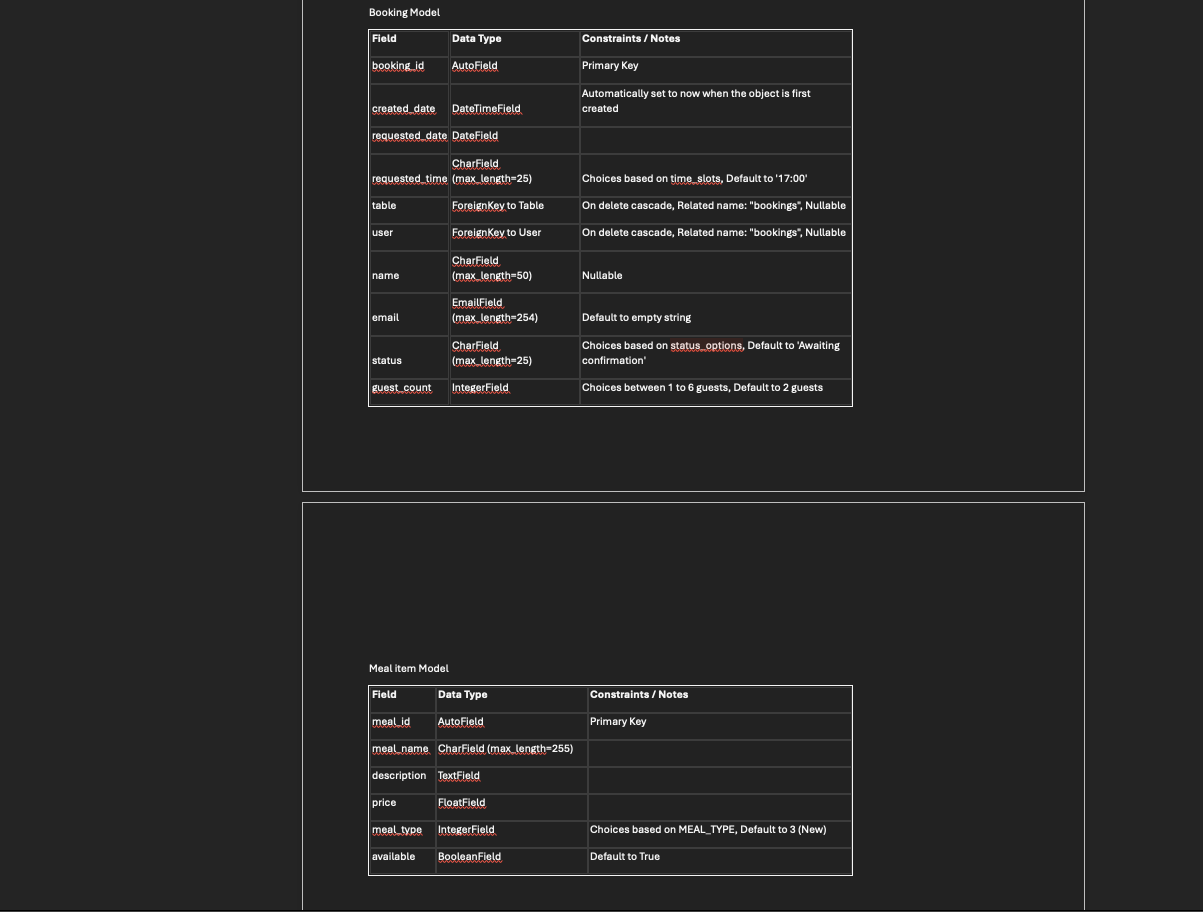 Booking Model
Field Data Type Constraints / Notes
booking_id AutoField Primary Key
Automatically set to now when the object is first
created_date DateTimeField created
requested_date DateField
CharField
requested_time (max_length=25) Choices based on time_slots, Default to '17:00'
table ForeignKey to Table On delete cascade, Related name: "bookings", Nullable
user ForeignKey to User On delete cascade, Related name: "bookings", Nullable
CharField
name (max_length=50) Nullable
EmailField
email (max_length=254) Default to empty string
CharField Choices based on status_options, Default to 'Awaiting
status (max_length=25) confirmation'
guest_count IntegerField Choices between 1 to 6 guests, Default to 2 guests
Meal item Model
Field Data Type Constraints / Notes
meal_id AutoField Primary Key
meal_name CharField (max_length=255)
description TextField
price FloatField
meal_type IntegerField Choices based on MEAL_TYPE, Default to 3 (New)
available BooleanField Default to True